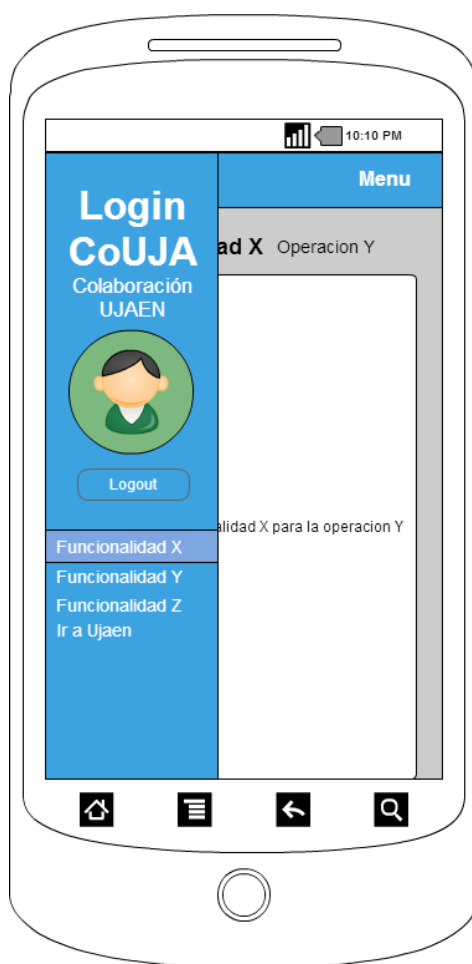 10:10 PM
Menu
Login
CoUJA
Colaboración
UJAEN
ad X Operacion Y
Logout
alidad X para la operacion Y
Funcionalidad X
Funcionalidad Y
Funcionalidad Z
Ir a Ujaen